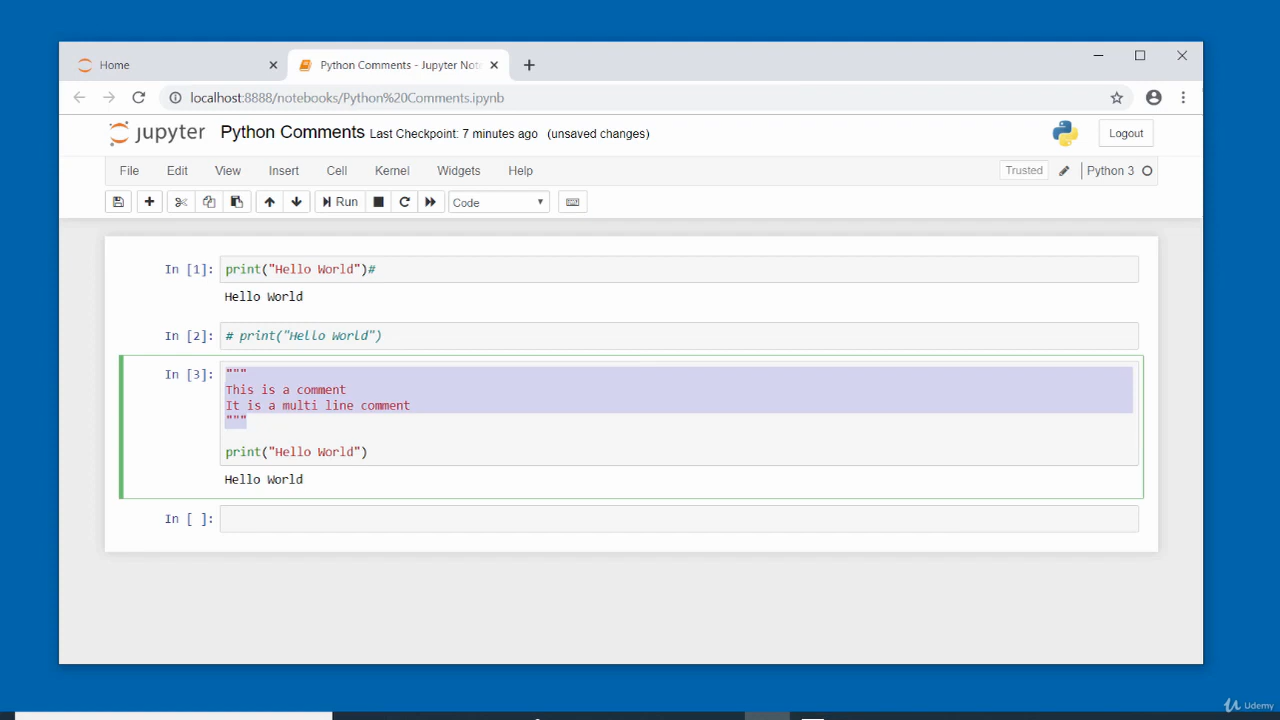 Home
Python Comments - Jupyter Note
localhost:8888/notebooks/Python%20Comments.ipynb
jupyter Python Comments Last Checkpoint: 7 minutes ago (unsaved changes) Logout
File Edit View Insert Cell Kernel Widgets Help Trusted Python 3
Run Code
In [1]: print("Hello World")#
Hello World
In [2]: # print("Hello World")
In [3]: """
This is a comment
It is a multi line comment
"""
print("Hello World")
Hello World
In [ ]:
Udemy